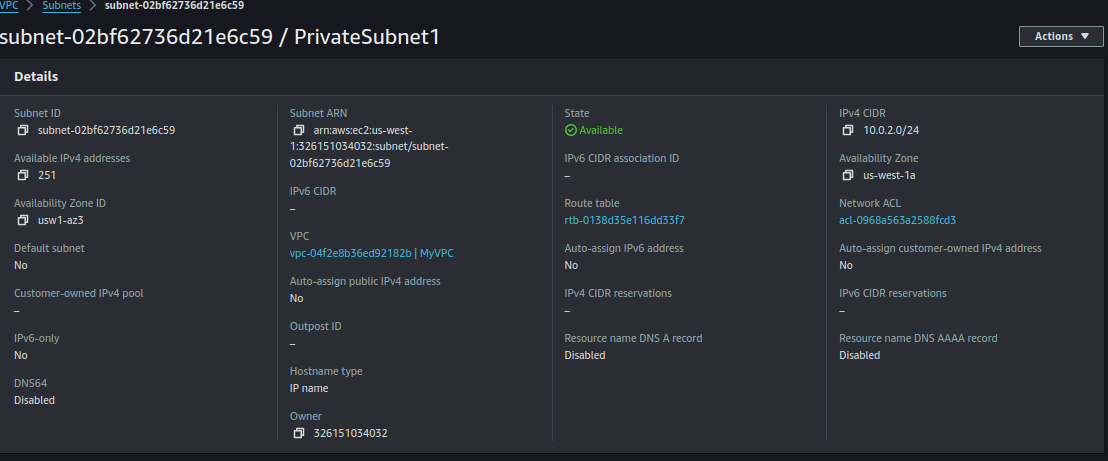 VPC > Subnets > subnet-02bf62736d21e6c59
subnet-02bf62736d21e6c59 / PrivateSubnet1
Actions
Details
Subnet ID
subnet-02bf62736d21e6c59
Available IPv4 addresses
251
Availability Zone ID
usw1-az3
Default subnet
No
Customer-owned IPv4 pool
–
IPv6-only
No
DNS64
Disabled
Subnet ARN
arn:aws:ec2:us-west-
1:326151034032:subnet/subnet-
02bf62736d21e6c59
IPv6 CIDR
–
VPC
vpc-04f2e8b36ed92182b | MyVPC
Auto-assign public IPv4 address
No
Outpost ID
–
Hostname type
IP name
Owner
326151034032
State
Available
IPv6 CIDR association ID
–
Route table
rtb-0138d35e116dd33f7
Auto-assign IPv6 address
No
IPv4 CIDR reservations
–
Resource name DNS A record
Disabled
IPv4 CIDR
10.0.2.0/24
Availability Zone
us-west-1a
Network ACL
acl-0968a563a2588fcd3
Auto-assign customer-owned IPv4 address
No
IPv6 CIDR reservations
–
Resource name DNS AAAA record
Disabled